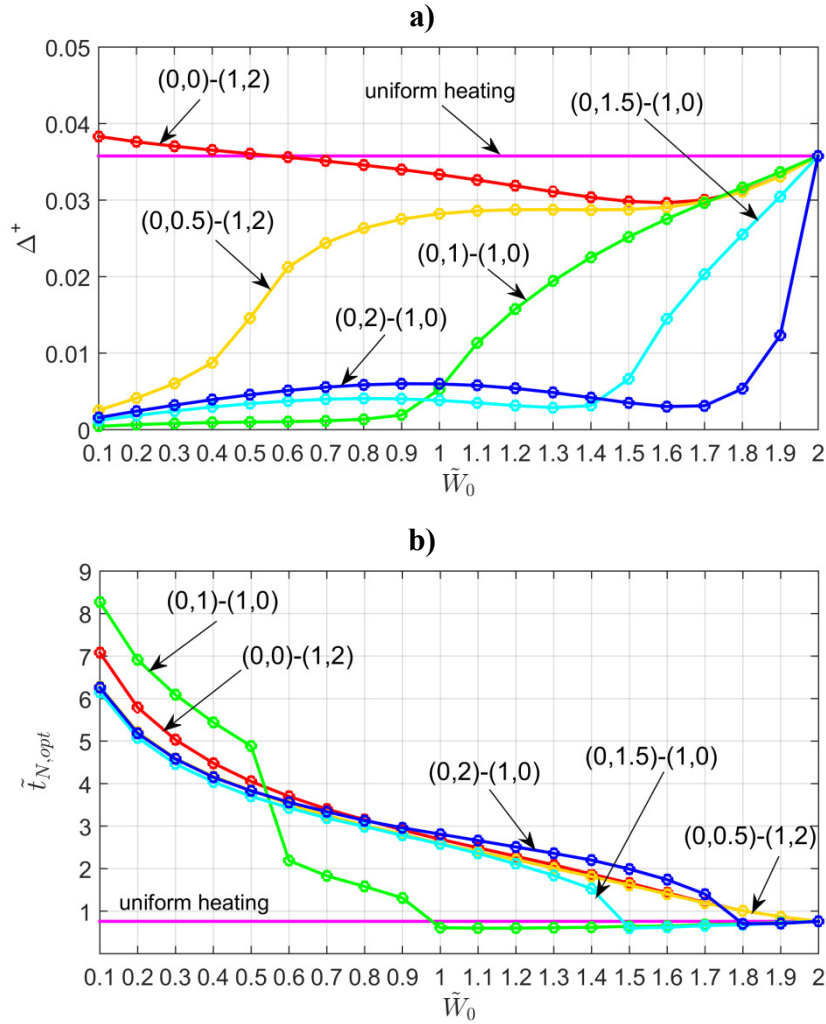 a)
0.05
(0,0)-(1,2)
uniform heating
(0,1.5)-(1,0)
0.04
0.03
(0,0.5)-(1,2)
(0,1)-(1,0)
Δ⁺
0.02
(0,2)-(1,0)
0.01
0
0.1 0.2 0.3 0.4 0.5 0.6 0.7 0.8 0.9 1 1.1 1.2 1.3 1.4 1.5 1.6 1.7 1.8 1.9 2
W̃₀
b)
9
8
(0,1)-(1,0)
7
(0,0)-(1,2)
6
5
t̃_{N,opt}
(0,2)-(1,0)
(0,1.5)-(1,0)
4
3
(0,0.5)-(1,2)
2
uniform heating
1
0.1 0.2 0.3 0.4 0.5 0.6 0.7 0.8 0.9 1 1.1 1.2 1.3 1.4 1.5 1.6 1.7 1.8 1.9 2
W̃₀